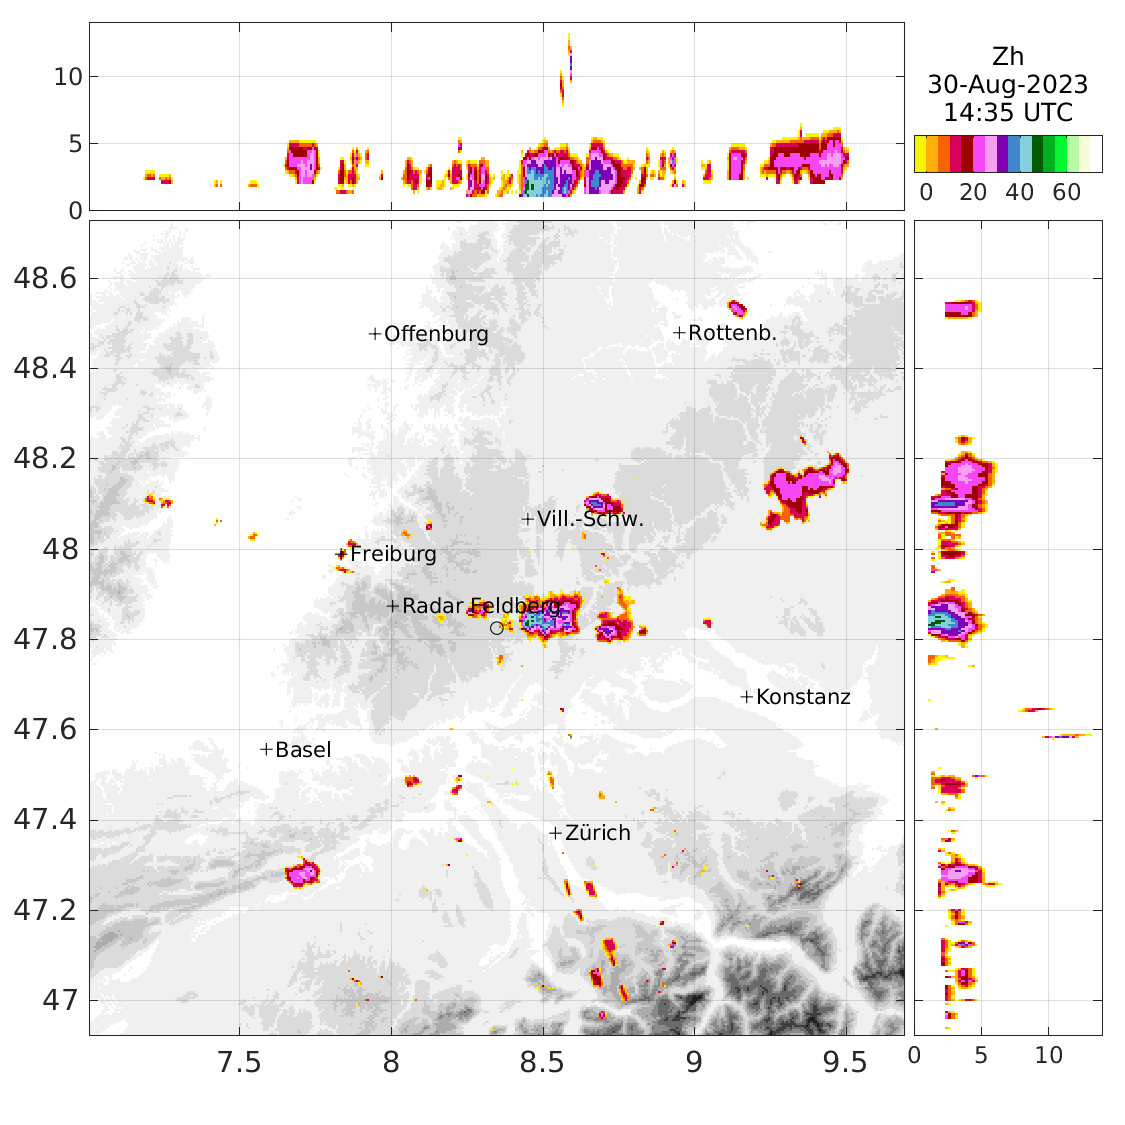 10
5
0
Zh
30-Aug-2023
14:35 UTC
0 20 40 60
48.6
48.4
48.2
48
47.8
47.6
47.4
47.2
47
+Offenburg
+Rottenb.
+Vill.-Schw.
+Freiburg
+Radar Feldberg
+Konstanz
+Basel
+Zürich
7.5 8 8.5 9 9.5
0 5 10